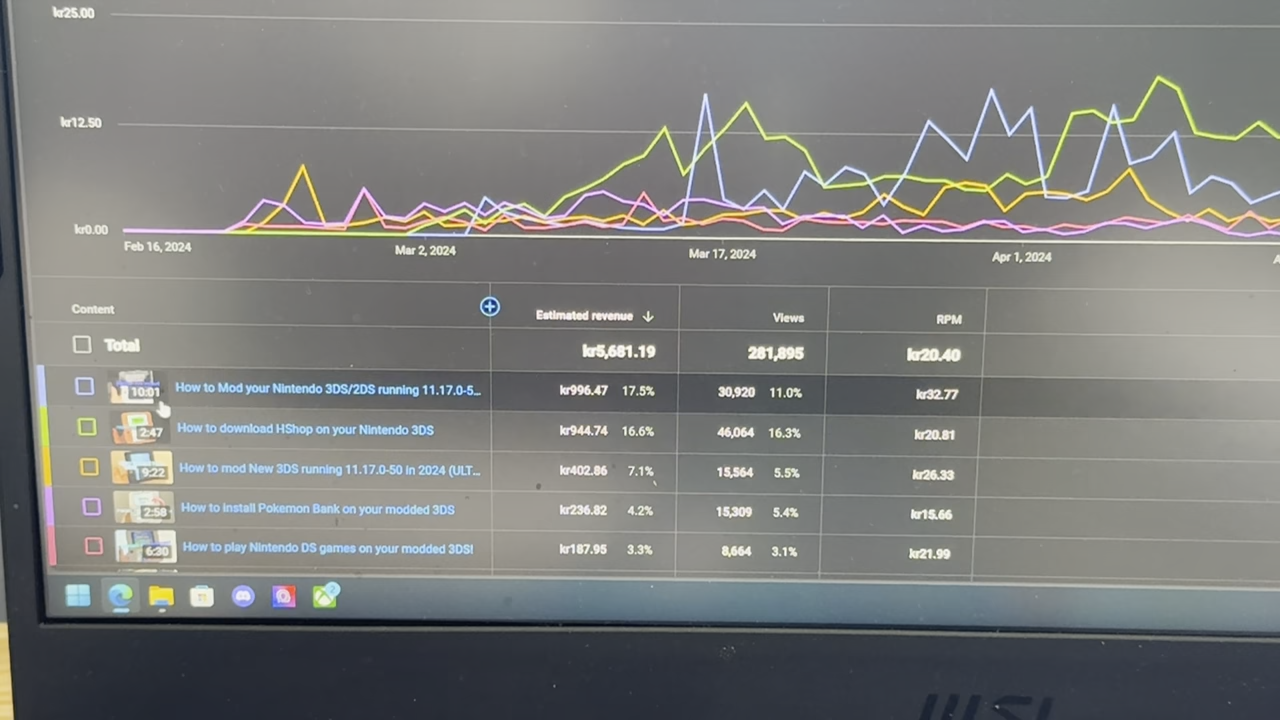 kr25.00
kr12.50
kr0.00
Feb 16, 2024 Mar 2, 2024 Mar 17, 2024 Apr 1, 2024 A
Content Estimated revenue Views RPM
Total kr5,681.19 281,895 kr20.40
10:01 How to Mod your Nintendo 3DS/2DS running 11.17.0-5... kr996.47 17.5% 30,920 11.0% kr32.77
2:47 How to download HShop on your Nintendo 3DS kr944.74 16.6% 46,064 16.3% kr20.81
9:22 How to mod New 3DS running 11.17.0-50 in 2024 (ULT... kr402.86 7.1% 15,564 5.5% kr26.33
2:58 How to install Pokemon Bank on your modded 3DS kr236.82 4.2% 15,309 5.4% kr15.66
6:30 How to play Nintendo DS games on your modded 3DS! kr187.95 3.3% 8,664 3.1% kr21.99
msi